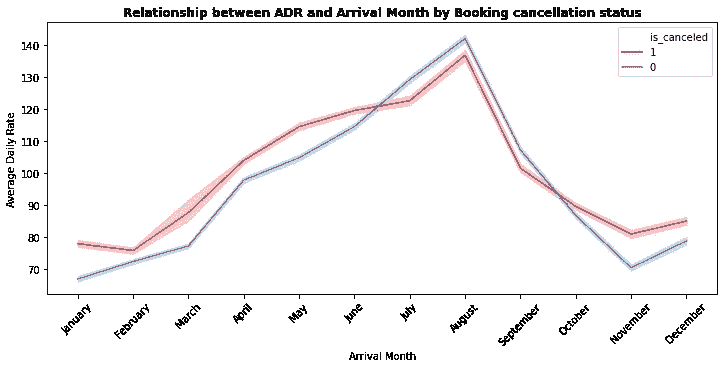 Relationship between ADR and Arrival Month by Booking cancellation status
is_canceled
1
0
Average Daily Rate
140
130
120
110
100
90
80
70
January
February
March
April
May
June
July
August
September
October
November
December
Arrival Month